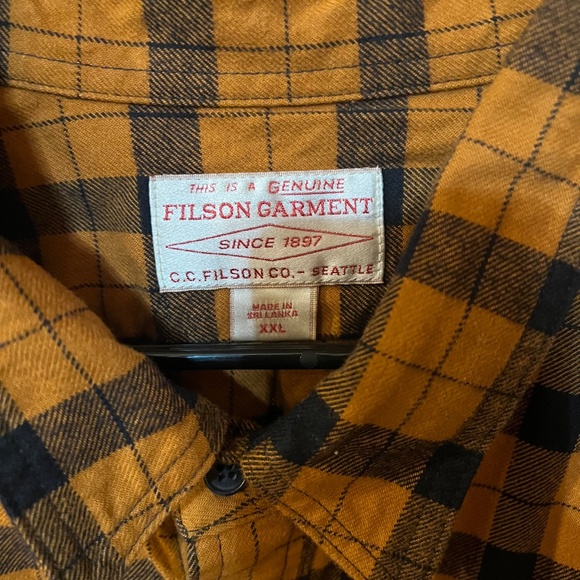 THIS IS A GENUINE
FILSON GARMENT
SINCE 1897
C.C. FILSON CO. - SEATTLE
MADE IN
SRI LANKA
XXL